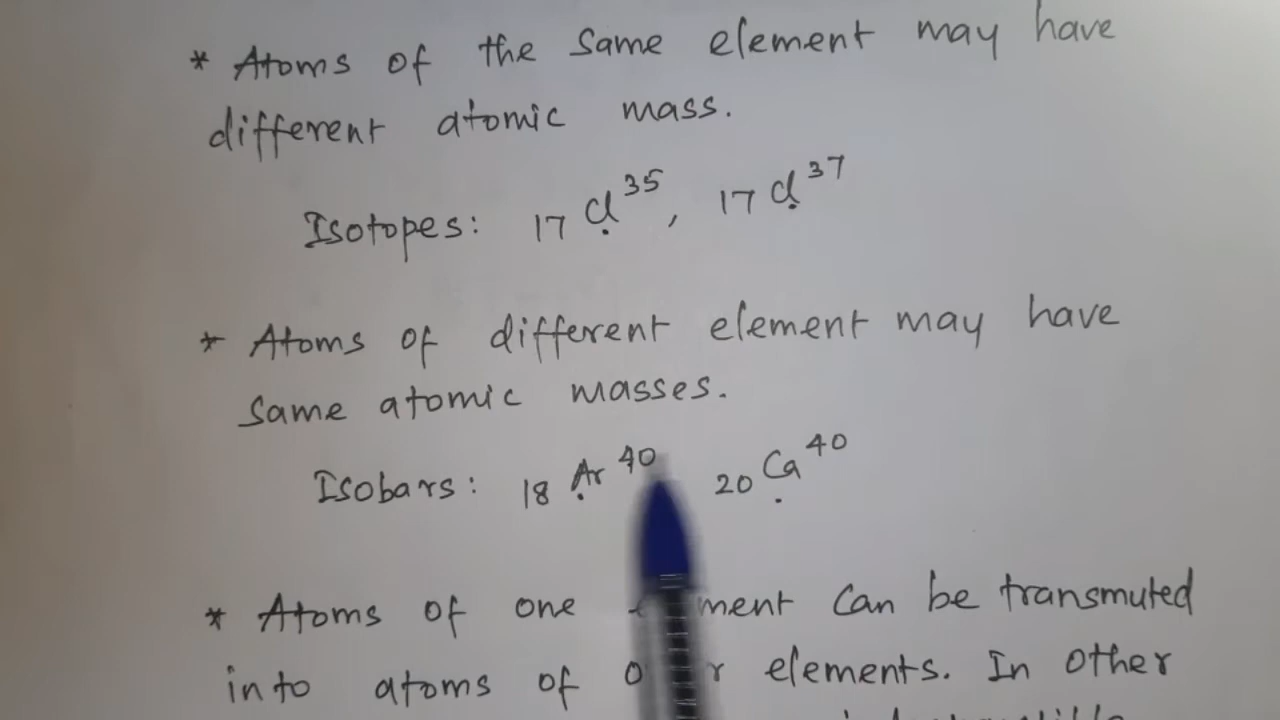 * Atoms of the same element may have
different atomic mass.
Isotopes: 17 Cl 35, 17 Cl 37
* Atoms of different element may have
same atomic masses.
Isobars: 18 Ar 40 20 Ca 40
* Atoms of one ment can be transmuted
into atoms of elements. In other